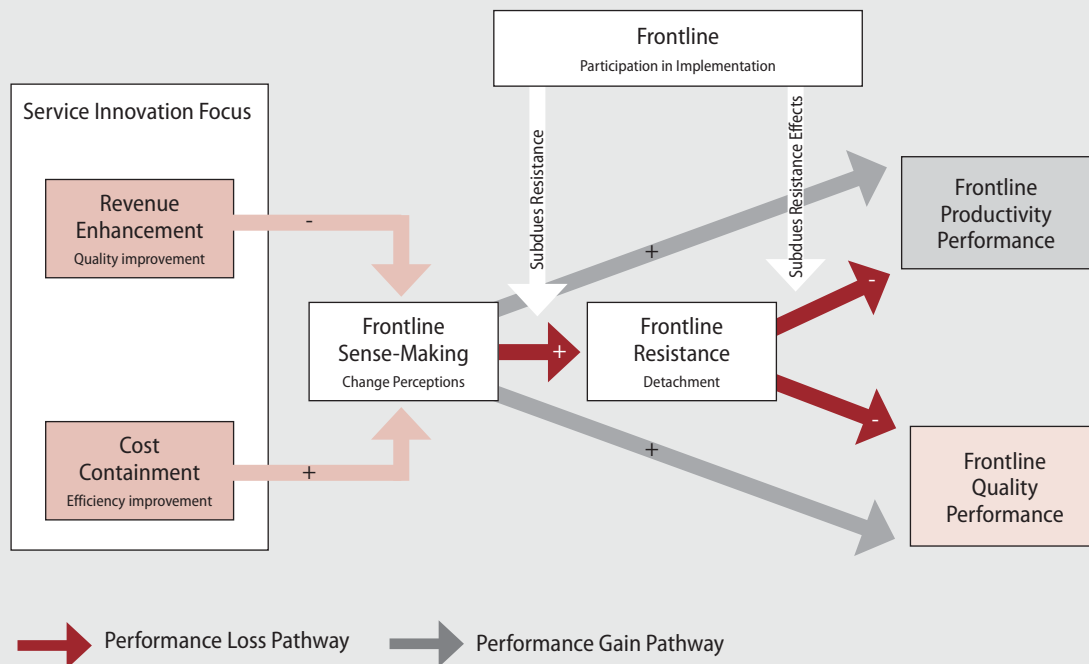 Frontline
Participation in Implementation
Service Innovation Focus
Revenue
Enhancement
Quality improvement
-
Subdues Resistance
Subdues Resistance Effects
+
Frontline
Productivity
Performance
-
Frontline
Sense-Making
Change Perceptions
+
Frontline
Resistance
Detachment
Cost
Containment
Efficiency improvement
+
+
-
Frontline
Quality
Performance
Performance Loss Pathway
Performance Gain Pathway